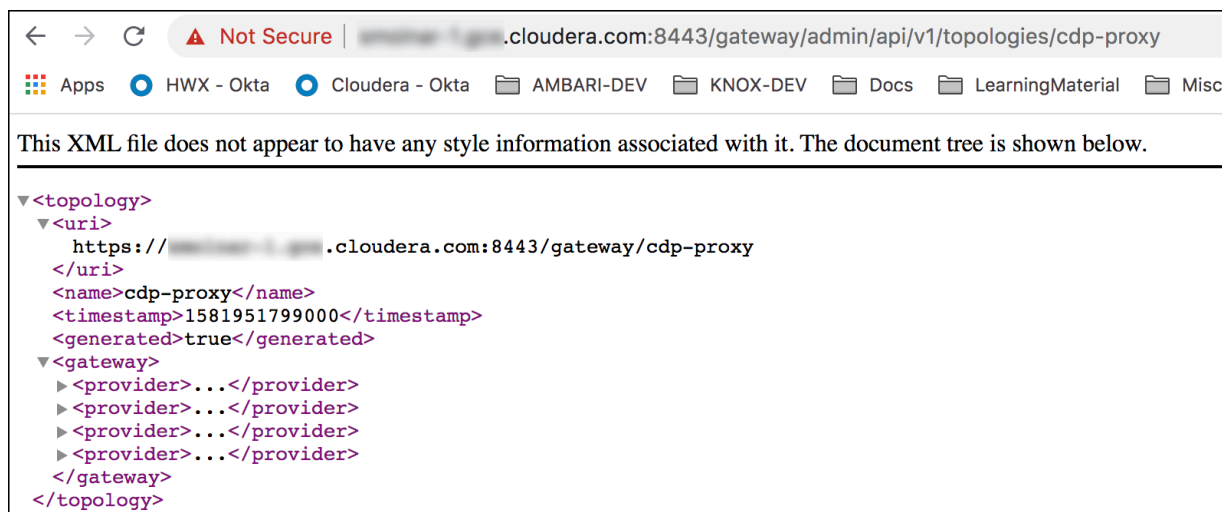 Not Secure | .cloudera.com:8443/gateway/admin/api/v1/topologies/cdp-proxy
Apps HWX - Okta Cloudera - Okta AMBARI-DEV KNOX-DEV Docs LearningMaterial Misc
This XML file does not appear to have any style information associated with it. The document tree is shown below.
▼<topology>
▼<uri>
https:// .cloudera.com:8443/gateway/cdp-proxy
</uri>
<name>cdp-proxy</name>
<timestamp>1581951799000</timestamp>
<generated>true</generated>
▼<gateway>
▶<provider>...</provider>
▶<provider>...</provider>
▶<provider>...</provider>
▶<provider>...</provider>
</gateway>
</topology>